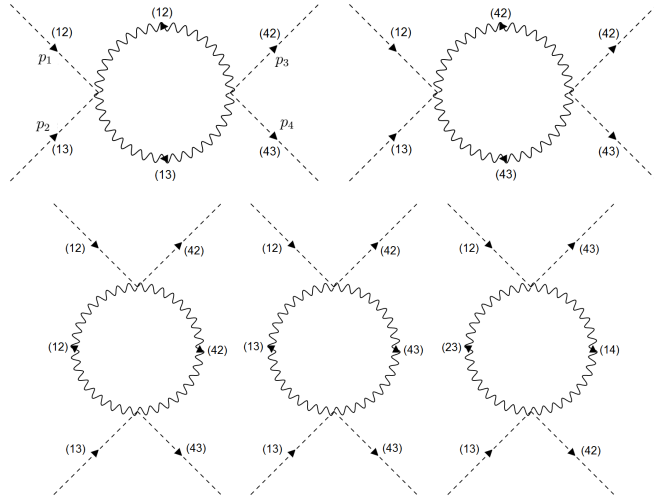 (12) (12) (42) (12) (42) (42)
p₁ p₃
p₂ p₄
(13) (13) (43) (13) (43) (43)
(12) (42) (12) (42) (12) (43)
(12) (42) (13) (43) (23) (14)
(13) (43) (13) (43) (13) (42)